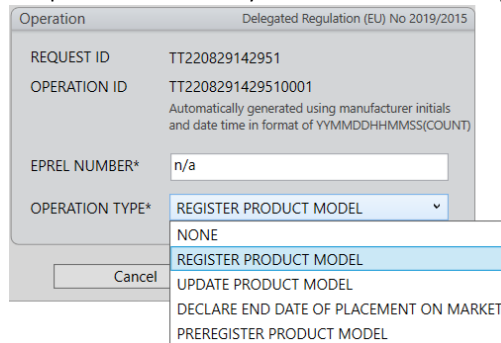 Operation Delegated Regulation (EU) No 2019/2015
REQUEST ID TT220829142951
OPERATION ID TT2208291429510001
Automatically generated using manufacturer initials
and date time in format of YYMMDDHHMMSS(COUNT)
EPREL NUMBER* n/a
OPERATION TYPE* REGISTER PRODUCT MODEL
NONE
REGISTER PRODUCT MODEL
Cancel UPDATE PRODUCT MODEL
DECLARE END DATE OF PLACEMENT ON MARKET
PREREGISTER PRODUCT MODEL